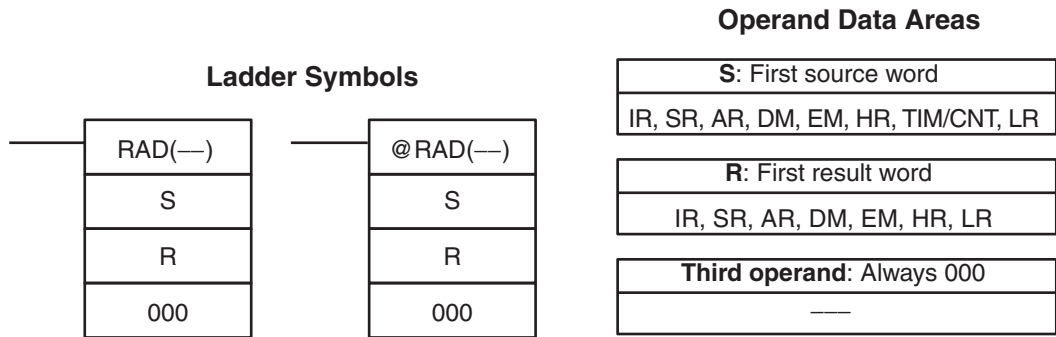 Ladder Symbols
RAD(––)
S
R
000
@RAD(––)
S
R
000
Operand Data Areas
S: First source word
IR, SR, AR, DM, EM, HR, TIM/CNT, LR
R: First result word
IR, SR, AR, DM, EM, HR, LR
Third operand: Always 000
–––